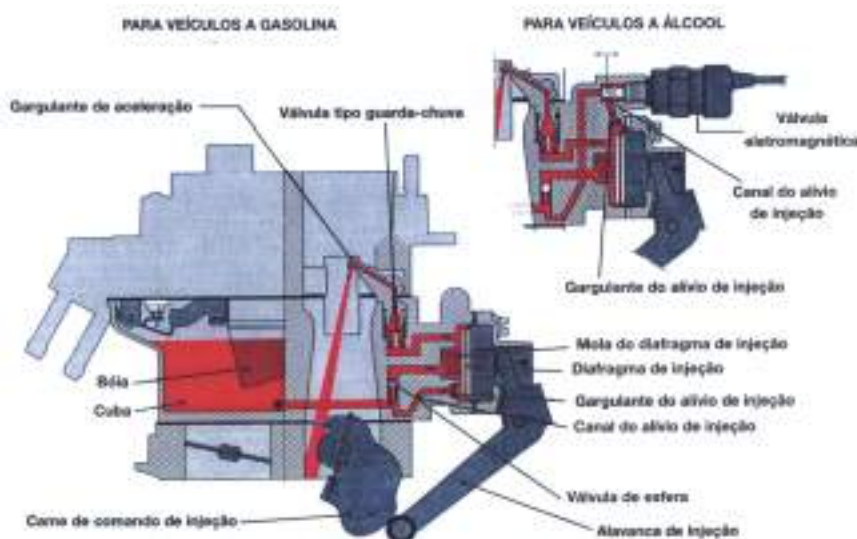 PARA VEÍCULOS A GASOLINA
PARA VEÍCULOS A ÁLCOOL
Gargulante de aceleração
Válvula tipo guarda-chuva
Válvula
eletromagnética
Canal do alívio
de injeção
Gargulante do alívio de injeção
Mola do diafragma de injeção
Diafragma de injeção
Bóia
Cuba
Gargulante do alívio de injeção
Canal do alívio de injeção
Válvula de esfera
Came de comando de injeção
Alavanca de injeção